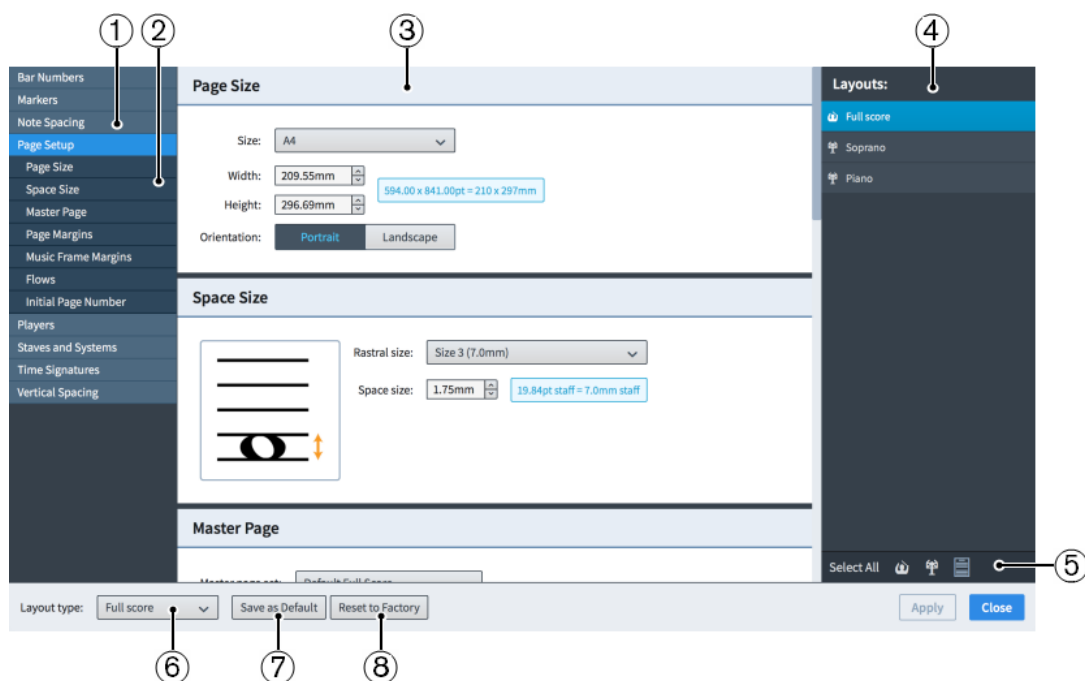 ① ② ③ ④
Bar Numbers
Markers
Note Spacing
Page Setup
Page Size
Space Size
Master Page
Page Margins
Music Frame Margins
Flows
Initial Page Number
Players
Staves and Systems
Time Signatures
Vertical Spacing
Page Size
Size: A4
Width: 209.55mm
594.00 x 841.00pt = 210 x 297mm
Height: 296.69mm
Orientation: Portrait Landscape
Space Size
Rastral size: Size 3 (7.0mm)
Space size: 1.75mm 19.84pt staff = 7.0mm staff
Master Page
Layouts:
Full score
Soprano
Piano
Select All ⑤
Layout type: Full score Save as Default Reset to Factory Apply Close
⑥ ⑦ ⑧